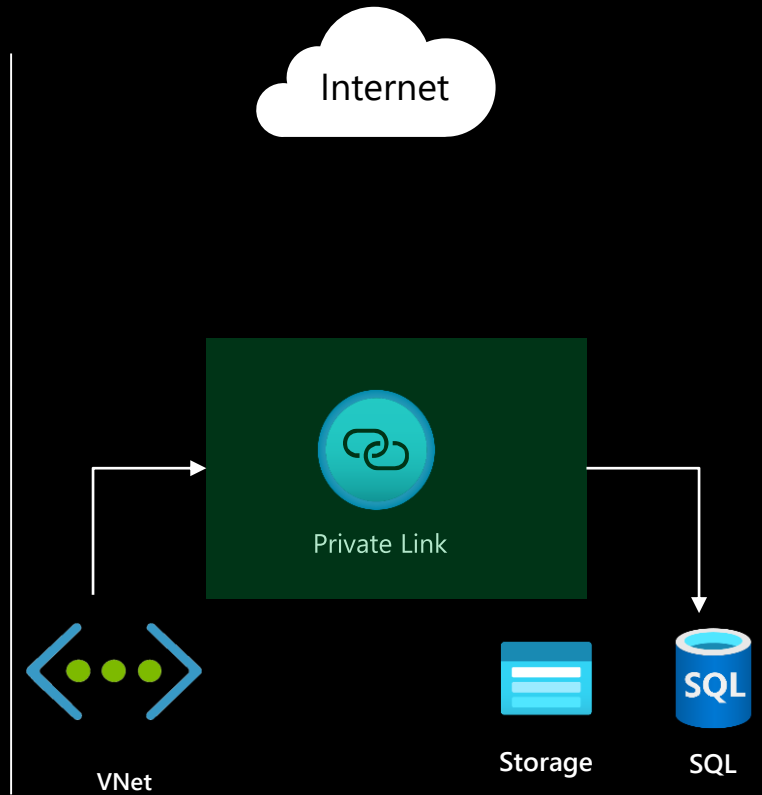 Internet
Private Link
SQL
Storage
SQL
VNet